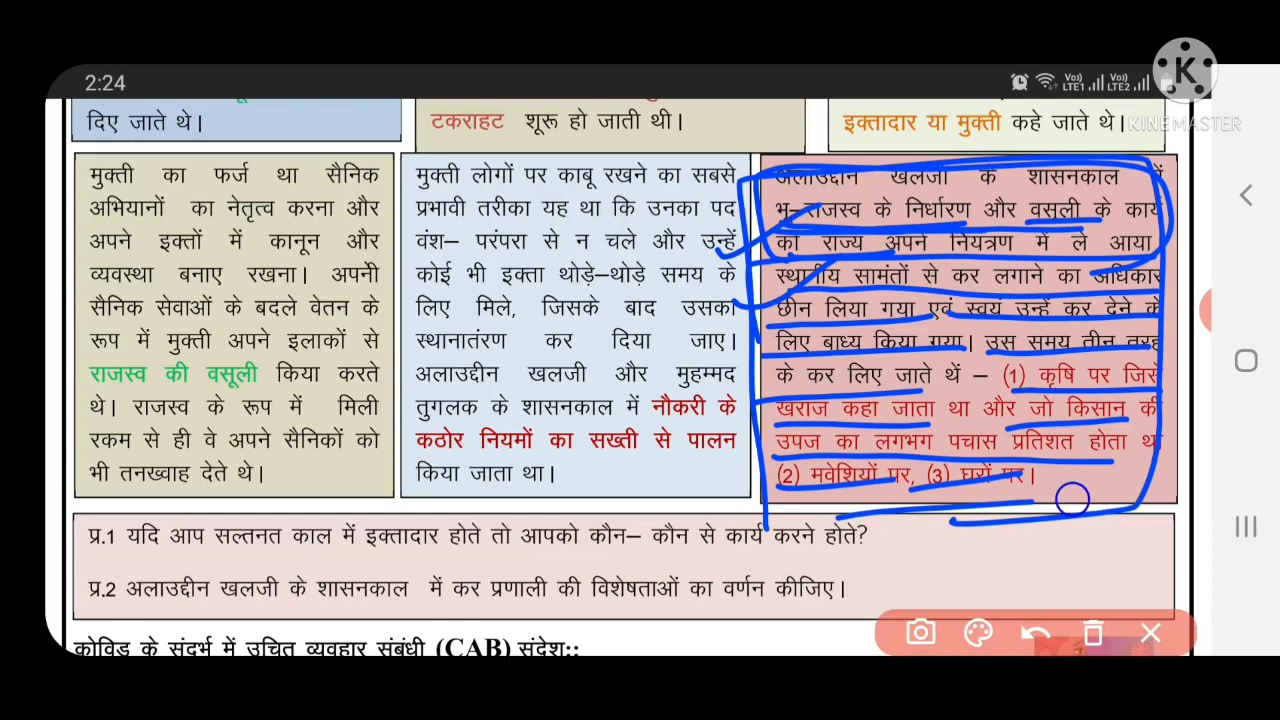 2:24
Vo)) LTE1 Vo)) LTE2
K
KINEMASTER
दिए जाते थे।
टकराहट शूरू हो जाती थी।
इक्तादार या मुक्ती कहे जाते थे।
मुक्ती का फर्ज था सैनिक
अभियानों का नेतृत्व करना और
अपने इक्तों में कानून और
व्यवस्था बनाए रखना। अपनी
सैनिक सेवाओं के बदले वेतन के
रूप में मुक्ती अपने इलाकों से
राजस्व की वसूली किया करते
थे। राजस्व के रूप में मिली
रकम से ही वे अपने सैनिकों को
भी तनख्वाह देते थे।
मुक्ती लोगों पर काबू रखने का सबसे
प्रभावी तरीका यह था कि उनका पद
वंश– परंपरा से न चले और उन्हें
कोई भी इक्ता थोड़े–थोड़े समय के
लिए मिले, जिसके बाद उसका
स्थानातंरण कर दिया जाए।
अलाउद्दीन खलजी और मुहम्मद
तुगलक के शासनकाल में नौकरी के
कठोर नियमों का सख्ती से पालन
किया जाता था।
अलाउद्दीन खलजी के शासनकाल में
भू–राजस्व के निर्धारण और वसूली के कार्य
को राज्य अपने नियत्रण में ले आया
स्थानीय सामंतों से कर लगाने का अधिकार
छीन लिया गया एवं स्वयं उन्हें कर देने के
लिए बाध्य किया गया। उस समय तीन तरह
के कर लिए जाते थें – (1) कृषि पर जिसे
खराज कहा जाता था और जो किसान की
उपज का लगभग पचास प्रतिशत होता था
(2) मवेशियों पर, (3) घरों पर।
प्र.1 यदि आप सल्तनत काल में इक्तादार होते तो आपको कौन– कौन से कार्य करने होते?
प्र.2 अलाउद्दीन खलजी के शासनकाल में कर प्रणाली की विशेषताओं का वर्णन कीजिए।
कोविड के संदर्भ में उचित व्यवहार संबंधी (CAB) संदेश::